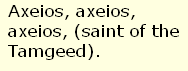 Axeios, axeios,
axeios, (saint of the
Tamgeed).